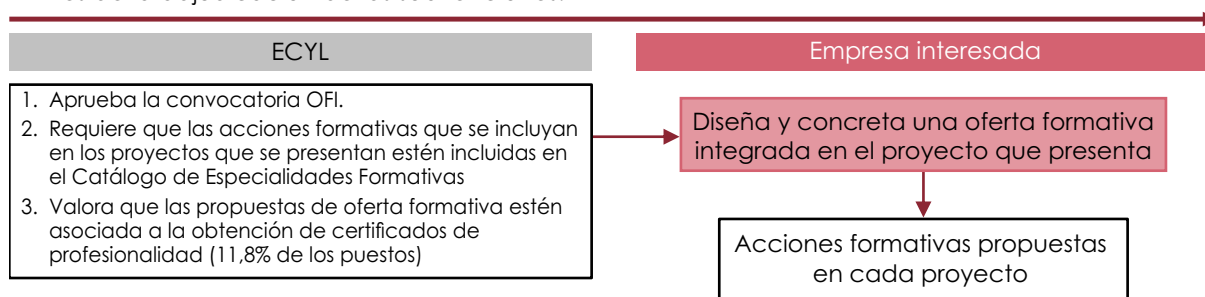 ECYL
Empresa interesada
1. Aprueba la convocatoria OFI.
2. Requiere que las acciones formativas que se incluyan
en los proyectos que se presentan estén incluidas en
el Catálogo de Especialidades Formativas
3. Valora que las propuestas de oferta formativa estén
asociada a la obtención de certificados de
profesionalidad (11,8% de los puestos)
Diseña y concreta una oferta formativa
integrada en el proyecto que presenta
Acciones formativas propuestas
en cada proyecto